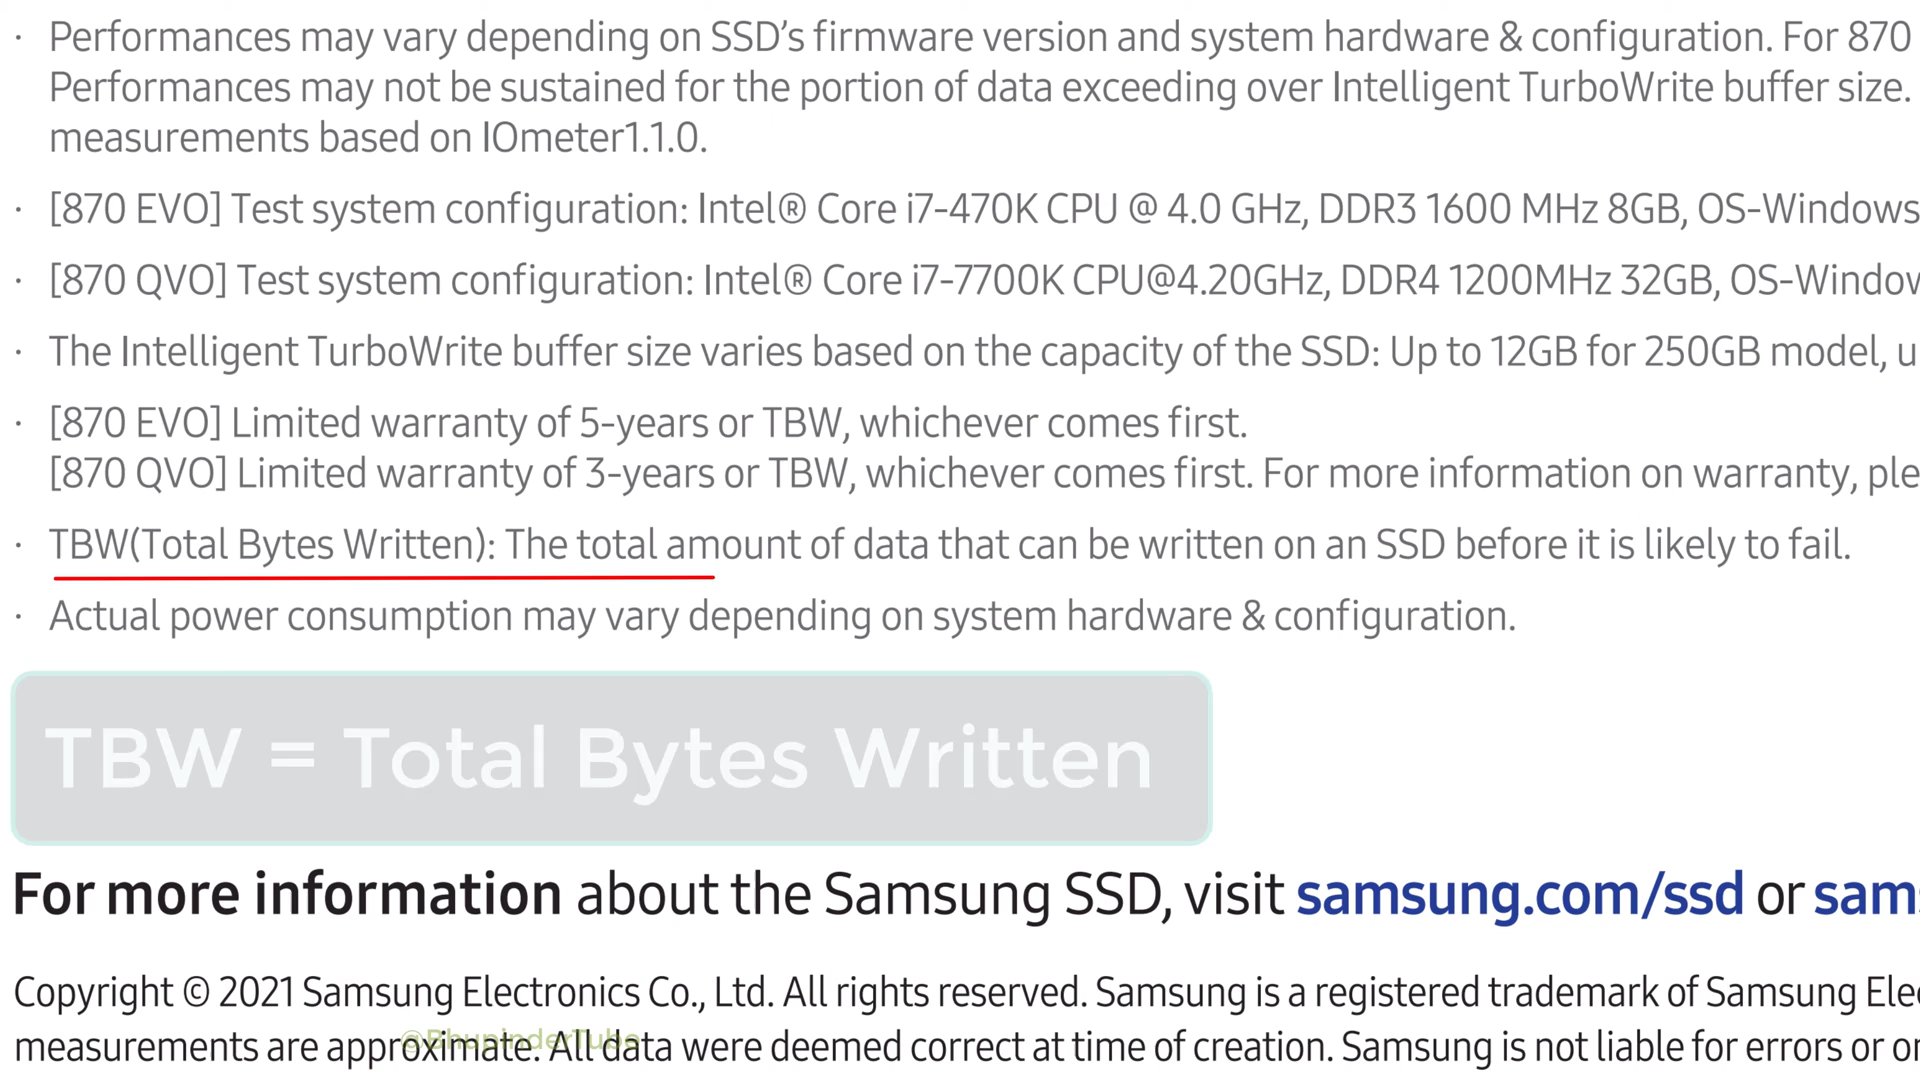 · Performances may vary depending on SSD’s firmware version and system hardware & configuration. For 870
Performances may not be sustained for the portion of data exceeding over Intelligent TurboWrite buffer size.
measurements based on IOmeter1.1.0.
· [870 EVO] Test system configuration: Intel® Core i7-470K CPU @ 4.0 GHz, DDR3 1600 MHz 8GB, OS-Windows
· [870 QVO] Test system configuration: Intel® Core i7-7700K CPU@4.20GHz, DDR4 1200MHz 32GB, OS-Window
· The Intelligent TurboWrite buffer size varies based on the capacity of the SSD: Up to 12GB for 250GB model, u
· [870 EVO] Limited warranty of 5-years or TBW, whichever comes first.
[870 QVO] Limited warranty of 3-years or TBW, whichever comes first. For more information on warranty, ple
· TBW(Total Bytes Written): The total amount of data that can be written on an SSD before it is likely to fail.
· Actual power consumption may vary depending on system hardware & configuration.
TBW = Total Bytes Written
For more information about the Samsung SSD, visit samsung.com/ssd or sams
Copyright © 2021 Samsung Electronics Co., Ltd. All rights reserved. Samsung is a registered trademark of Samsung Elec
measurements are approximate. All data were deemed correct at time of creation. Samsung is not liable for errors or or
@BhupinderTube